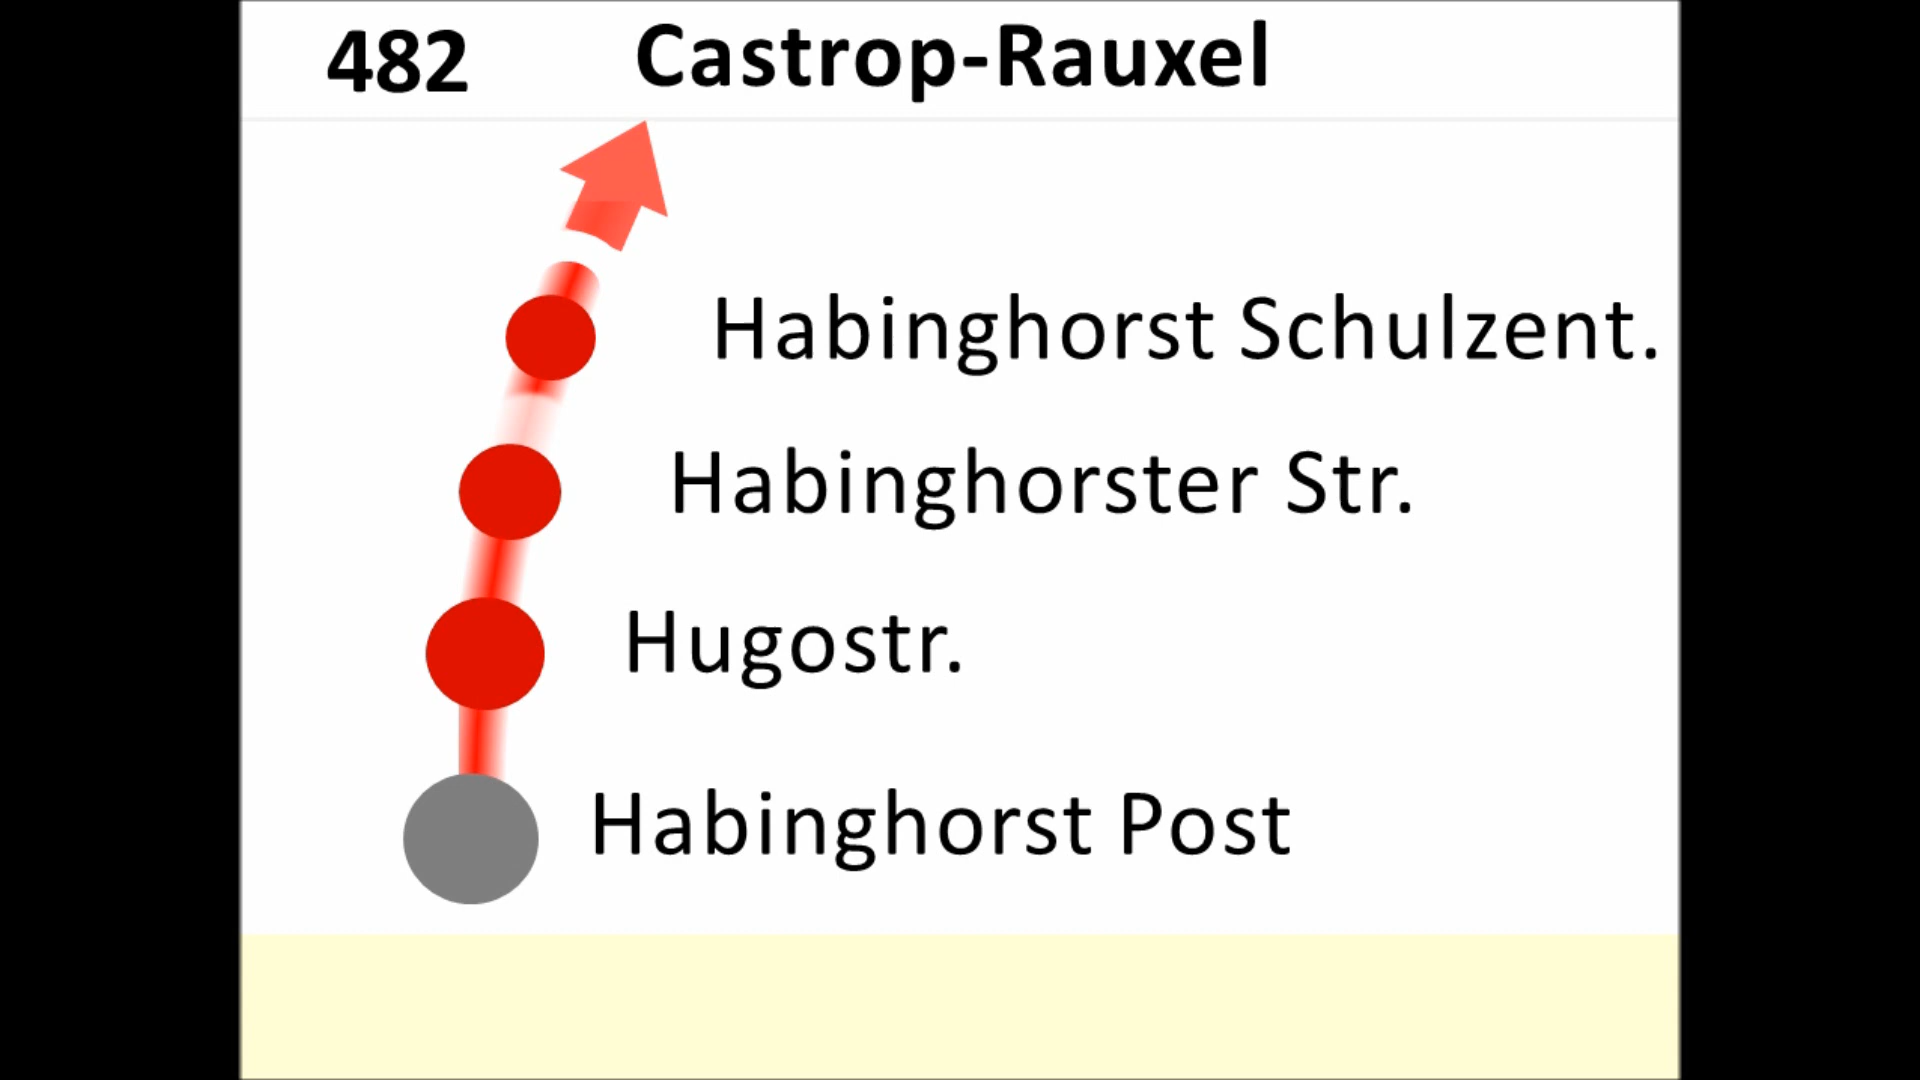 482 Castrop-Rauxel
Habinghorst Schulzent.
Habinghorster Str.
Hugostr.
Habinghorst Post